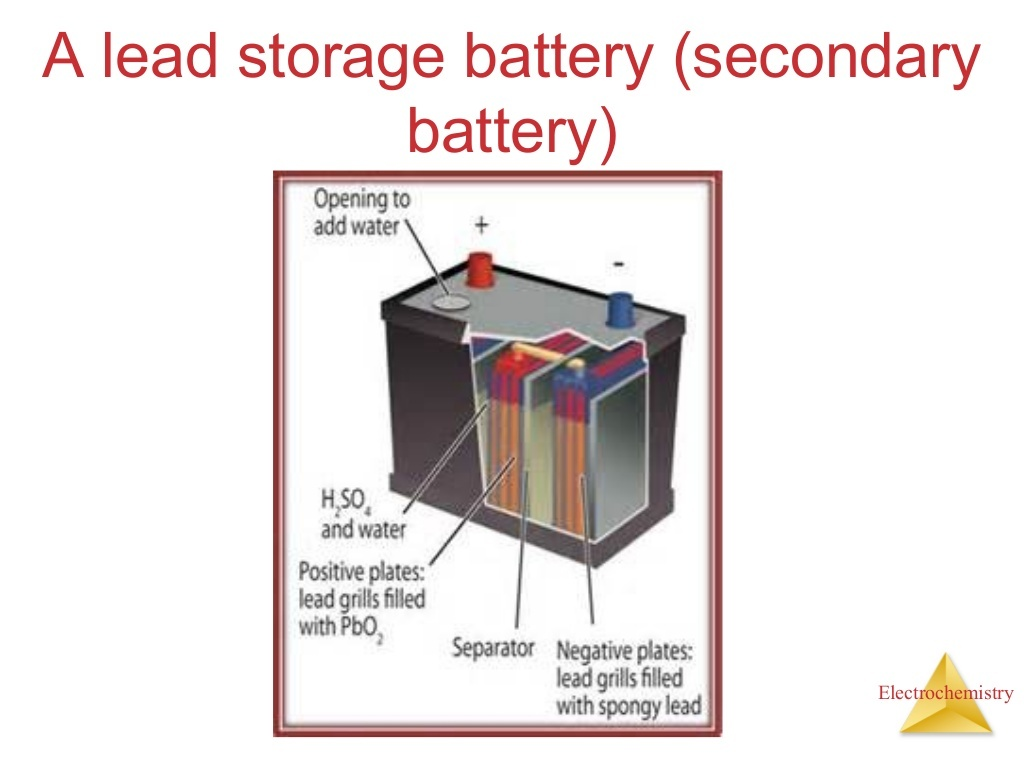 A lead storage battery (secondary
battery)
Opening to
add water
+
-
H₂SO₄
and water
Positive plates:
lead grills filled
with PbO₂
Separator
Negative plates:
lead grills filled
with spongy lead
Electrochemistry